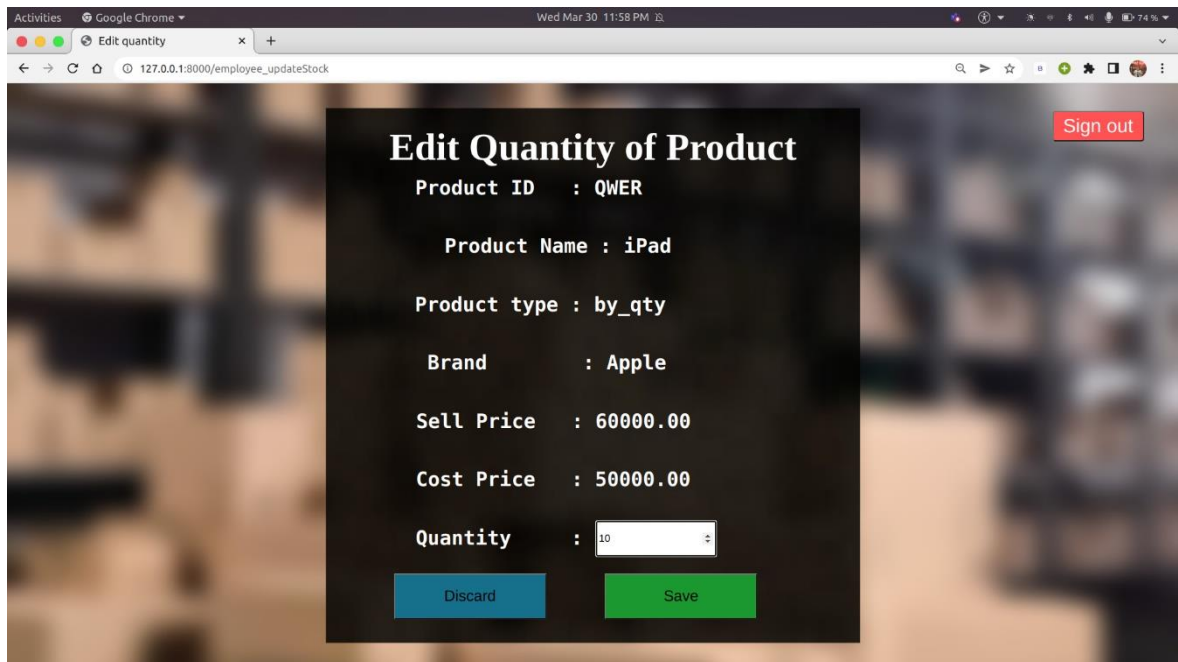 Activities Google Chrome Wed Mar 30 11:58 PM 74 %
Edit quantity
127.0.0.1:8000/employee_updateStock
Sign out
Edit Quantity of Product
Product ID : QWER
Product Name : iPad
Product type : by_qty
Brand : Apple
Sell Price : 60000.00
Cost Price : 50000.00
Quantity : 10
Discard Save